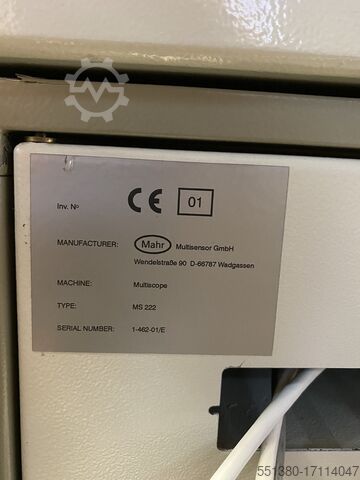 Inv. No
CE 01
MANUFACTURER: Mahr Multisensor GmbH
Wendelstraße 90 D-66787 Wadgassen
MACHINE: Multiscope
TYPE: MS 222
SERIAL NUMBER: 1-462-01/E
551380-17114047